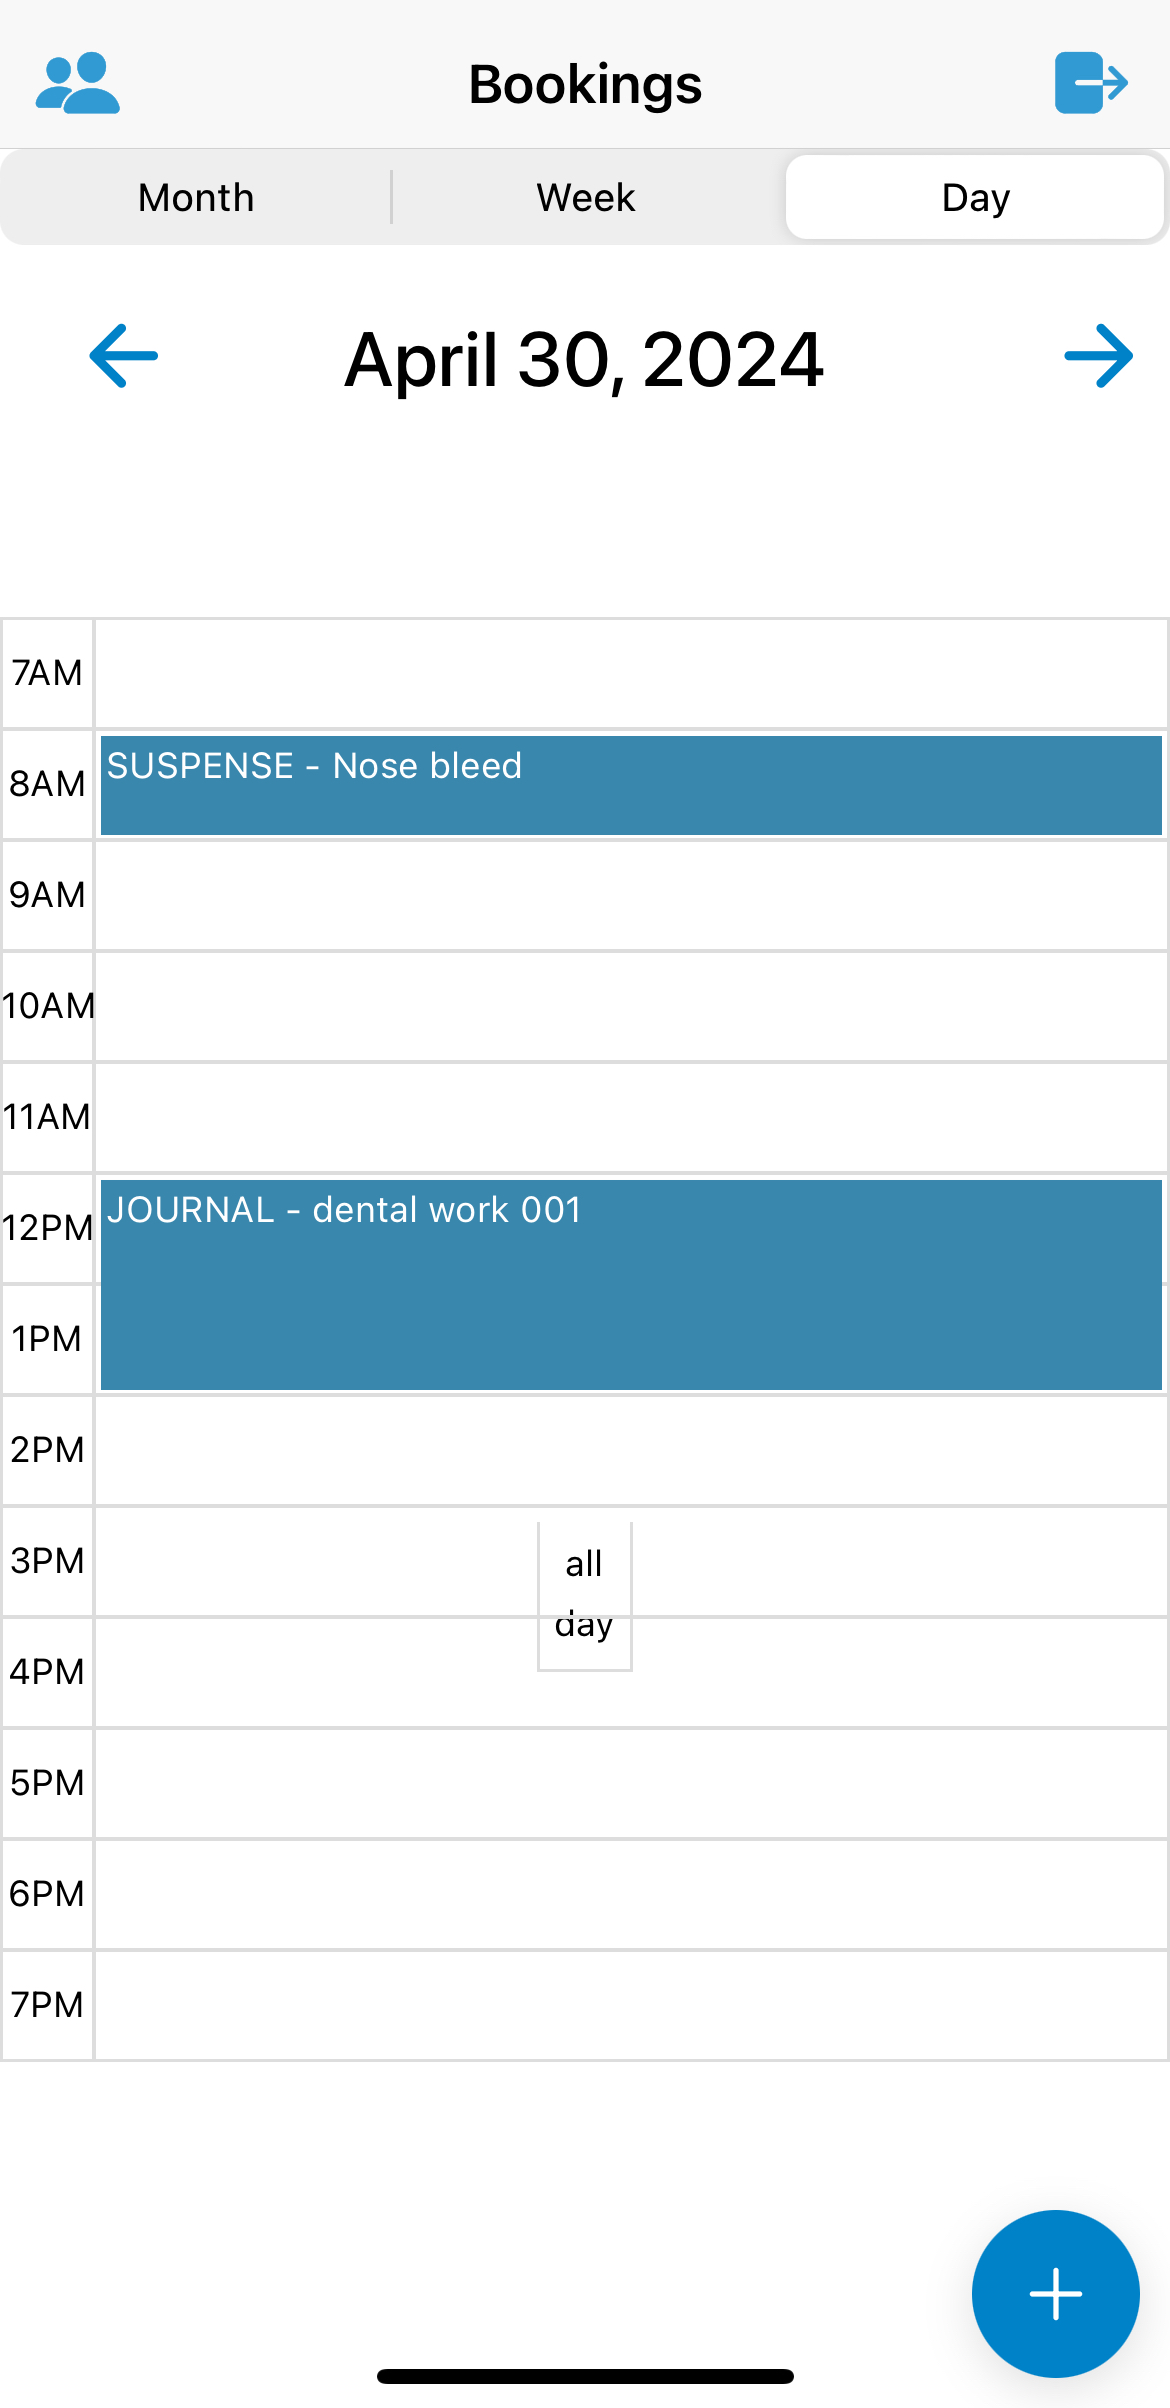 Bookings
Month Week Day
April 30, 2024
7AM
8AM SUSPENSE - Nose bleed
9AM
10AM
11AM
12PM JOURNAL - dental work 001
1PM
2PM
3PM all
day
4PM
5PM
6PM
7PM